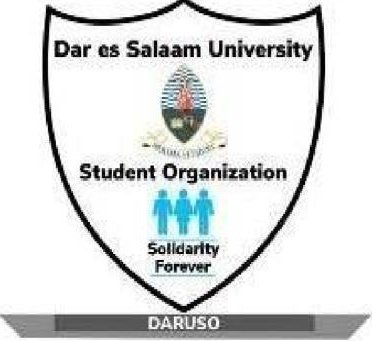 Dar es Salaam University
Student Organization
Solidarity
Forever
DARUSO